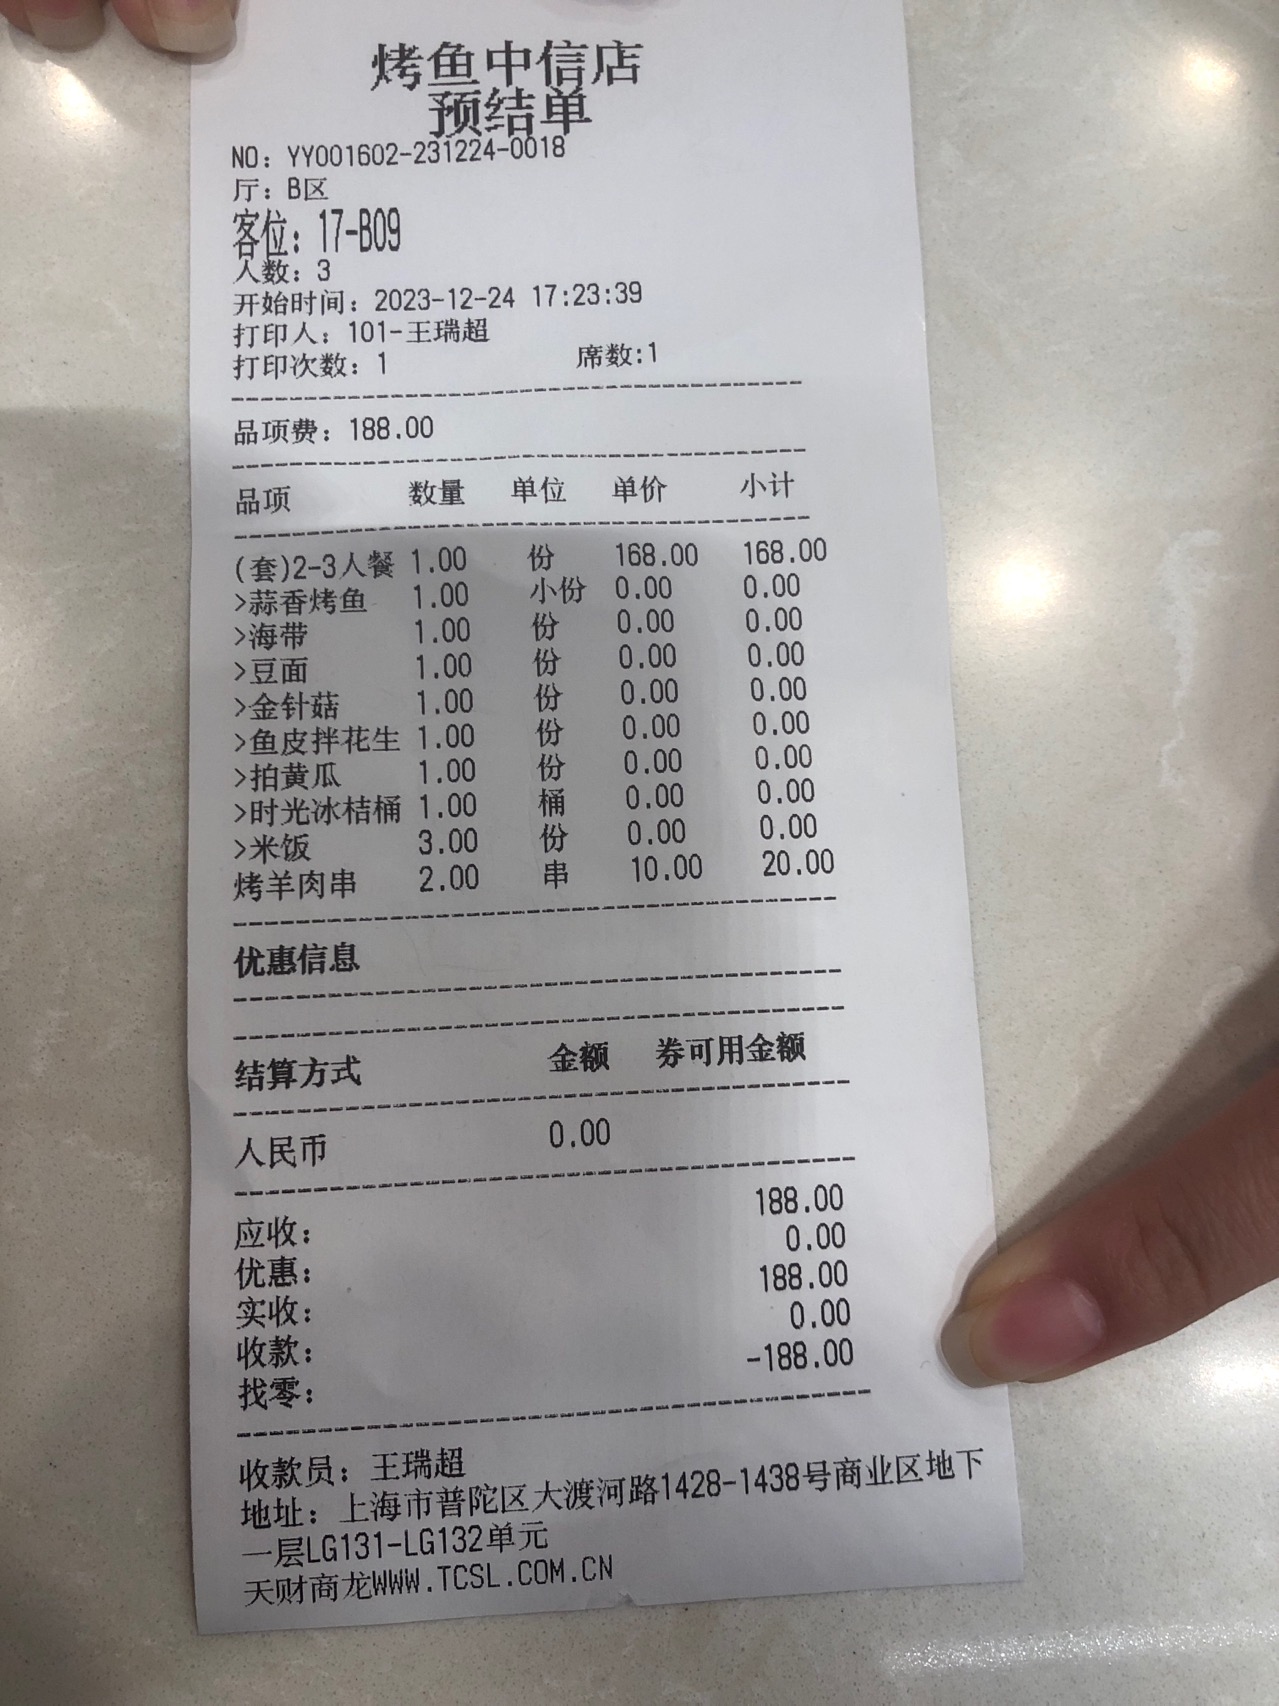 烤鱼中信店
预结单
NO: YY001602-231224-0018
厅: B区
客位: 17-B09
人数: 3
开始时间: 2023-12-24 17:23:39
打印人: 101-王瑞超
打印次数: 1 席数:1
品项费: 188.00
品项 数量 单位 单价 小计
(套)2-3人餐 1.00 份 168.00 168.00
>蒜香烤鱼 1.00 小份 0.00 0.00
>海带 1.00 份 0.00 0.00
>豆面 1.00 份 0.00 0.00
>金针菇 1.00 份 0.00 0.00
>鱼皮拌花生 1.00 份 0.00 0.00
>拍黄瓜 1.00 份 0.00 0.00
>时光冰桔桶 1.00 桶 0.00 0.00
>米饭 3.00 份 0.00 0.00
烤羊肉串 2.00 串 10.00 20.00
优惠信息
结算方式 金额 券可用金额
人民币 0.00
应收: 188.00
优惠: 0.00
实收: 188.00
收款: 0.00
找零: -188.00
收款员: 王瑞超
地址: 上海市普陀区大渡河路1428-1438号商业区地下
一层LG131-LG132单元
天财商龙WWW.TCSL.COM.CN